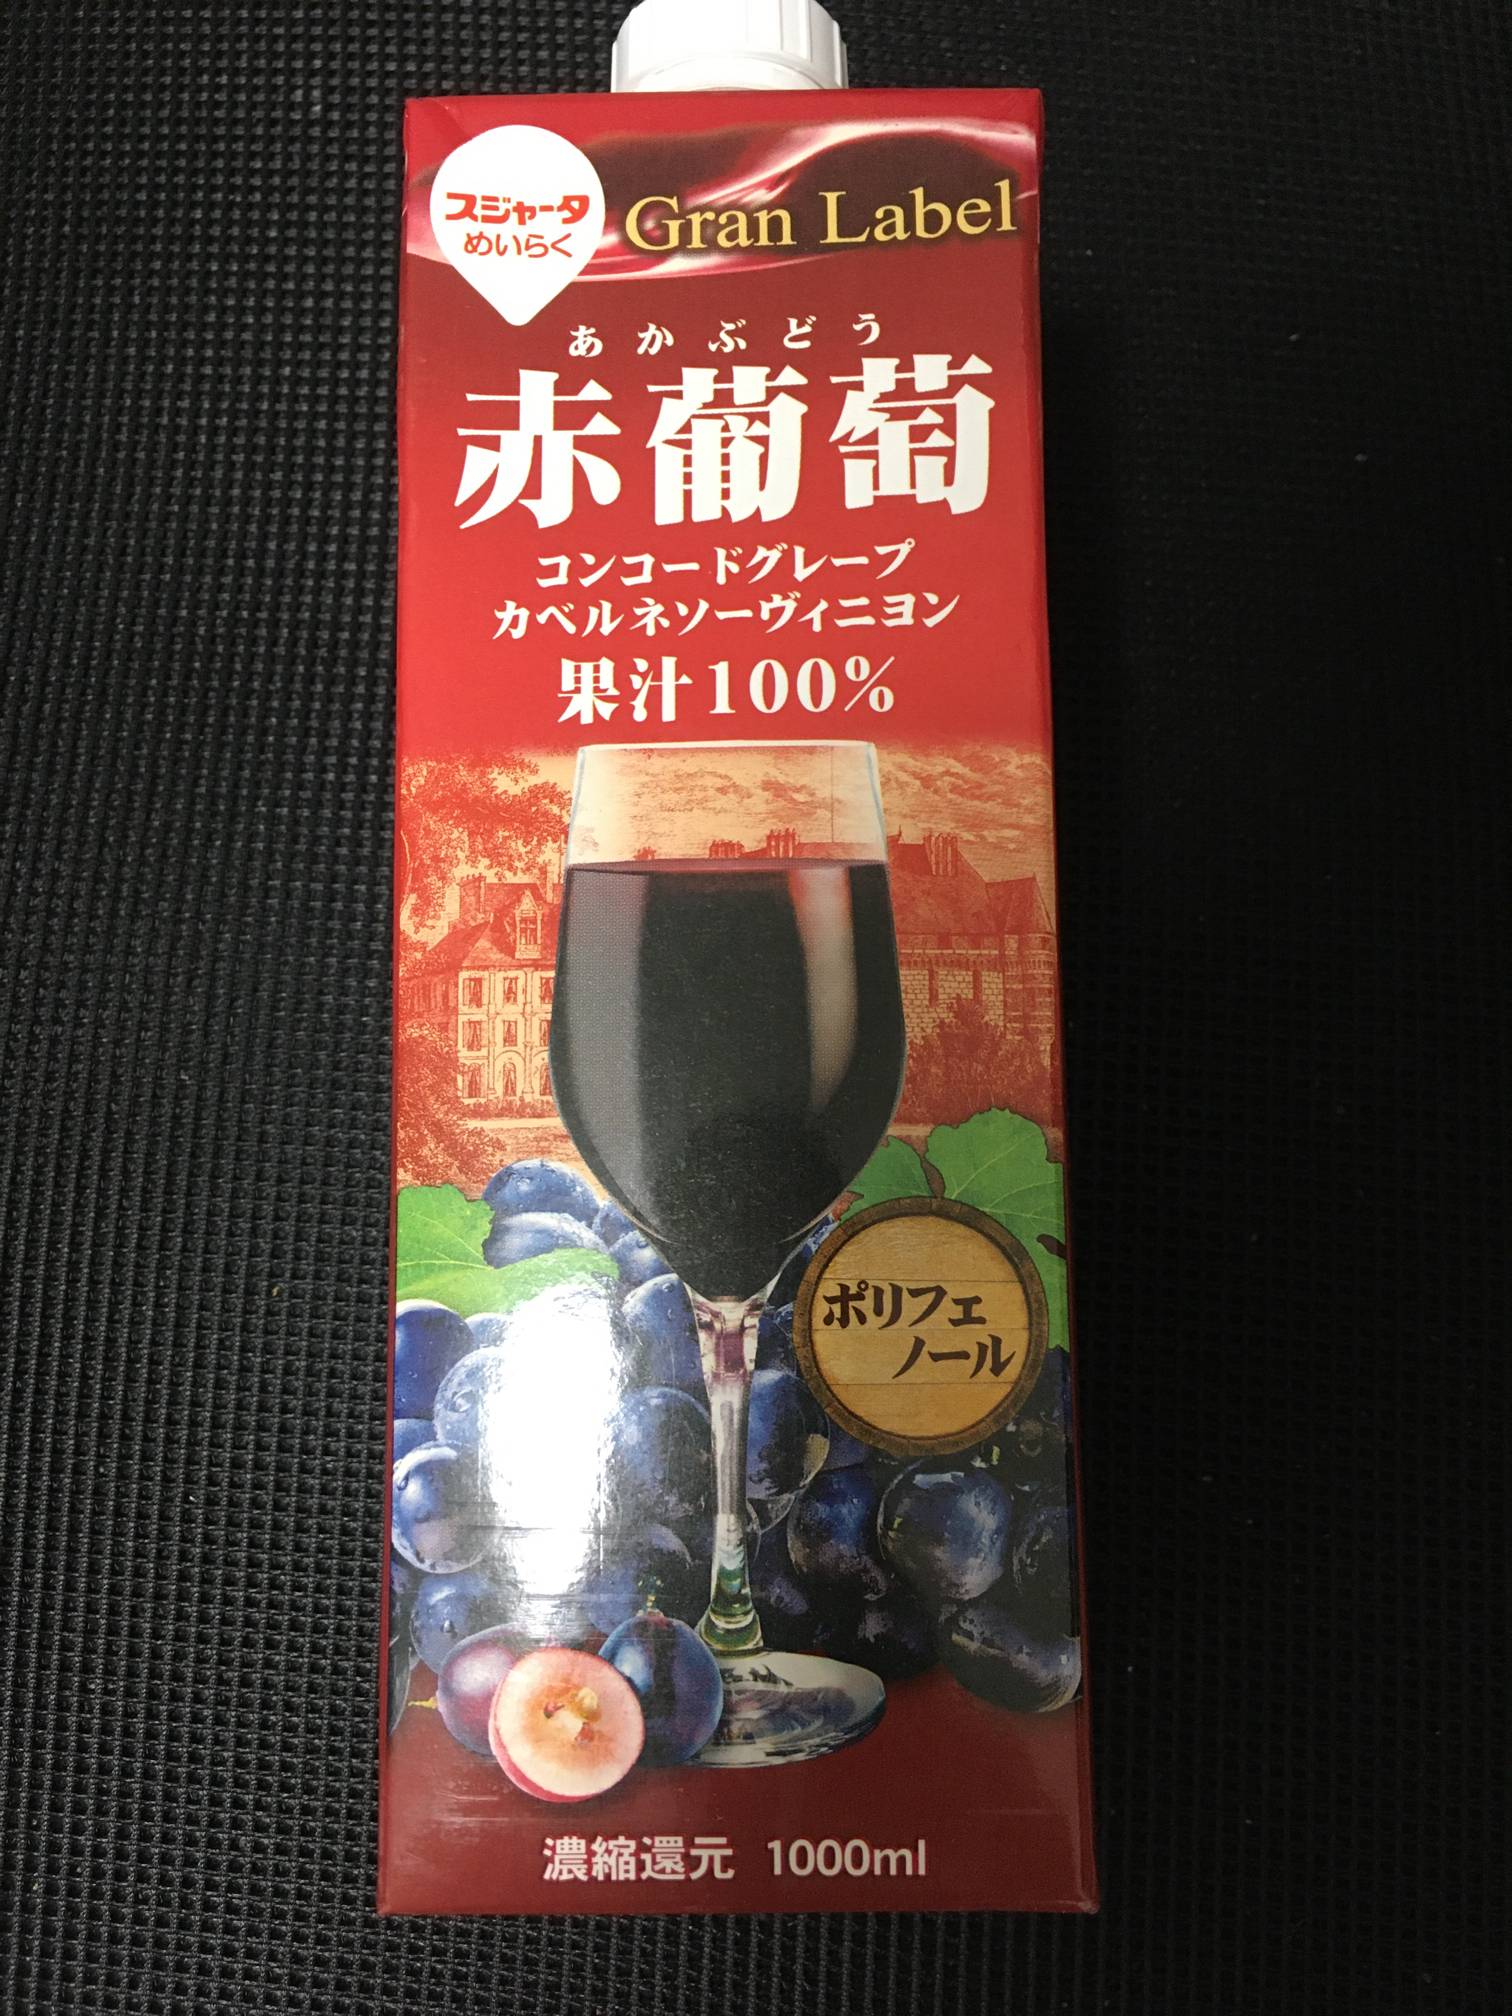 スジャータ
めいらく
Gran Label
あかぶどう
赤葡萄
コンコードグレープ
カベルネソーヴィニヨン
果汁100%
ポリフェ
ノール
濃縮還元 1000ml